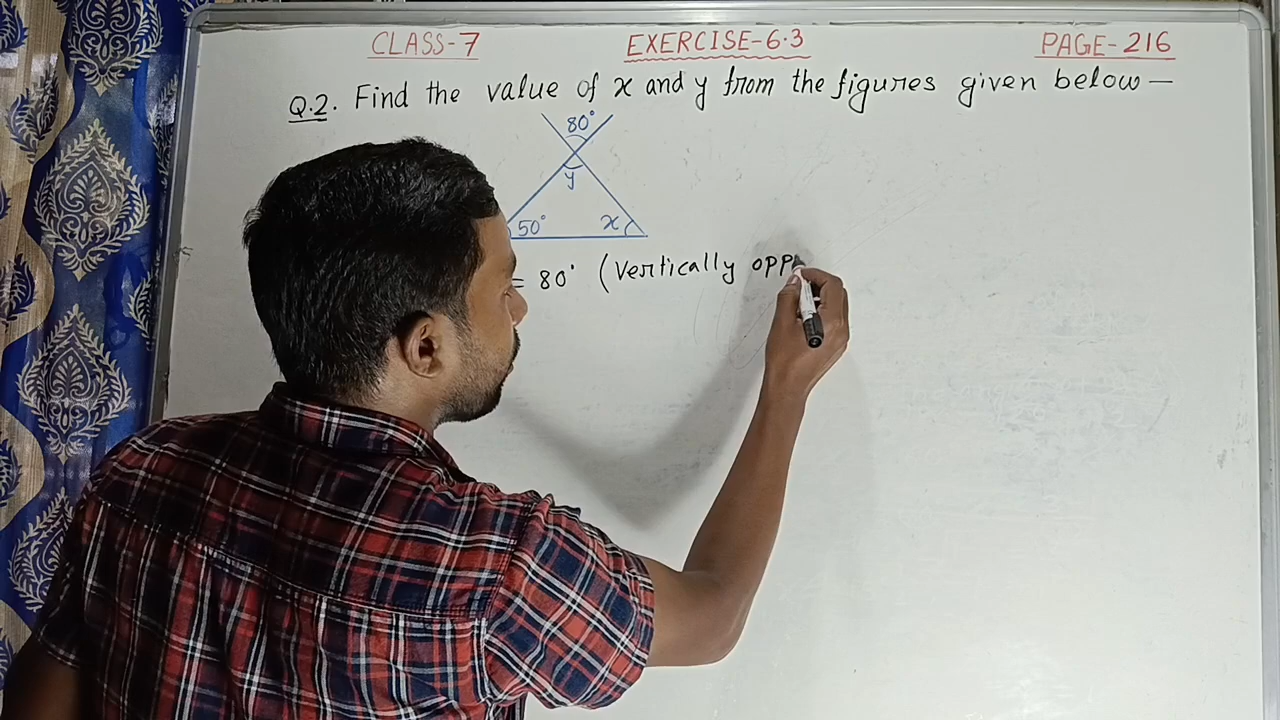 CLASS-7 EXERCISE-6.3 PAGE-216
Q.2. Find the value of x and y from the figures given below—
80°
y
50° x
= 80° (Vertically opp